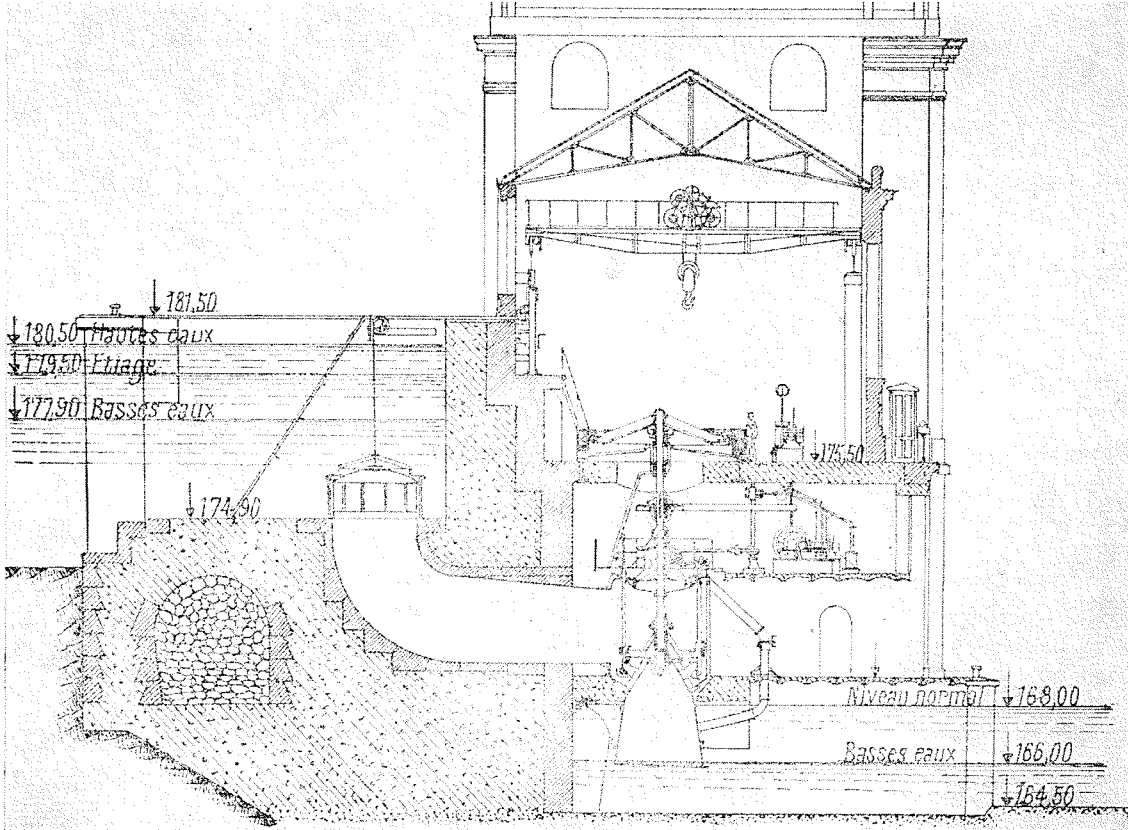 181,50
180,50 Hautes eaux
179,50 Etiage
177,90 Basses eaux
175,50
174,90
Niveau normal 168,00
Basses eaux 166,00
164,50